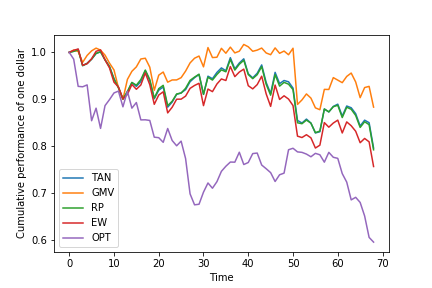 Cumulative performance of one dollar
1.0
0.9
0.8
0.7
0.6
TAN
GMV
RP
EW
OPT
0 10 20 30 40 50 60 70
Time